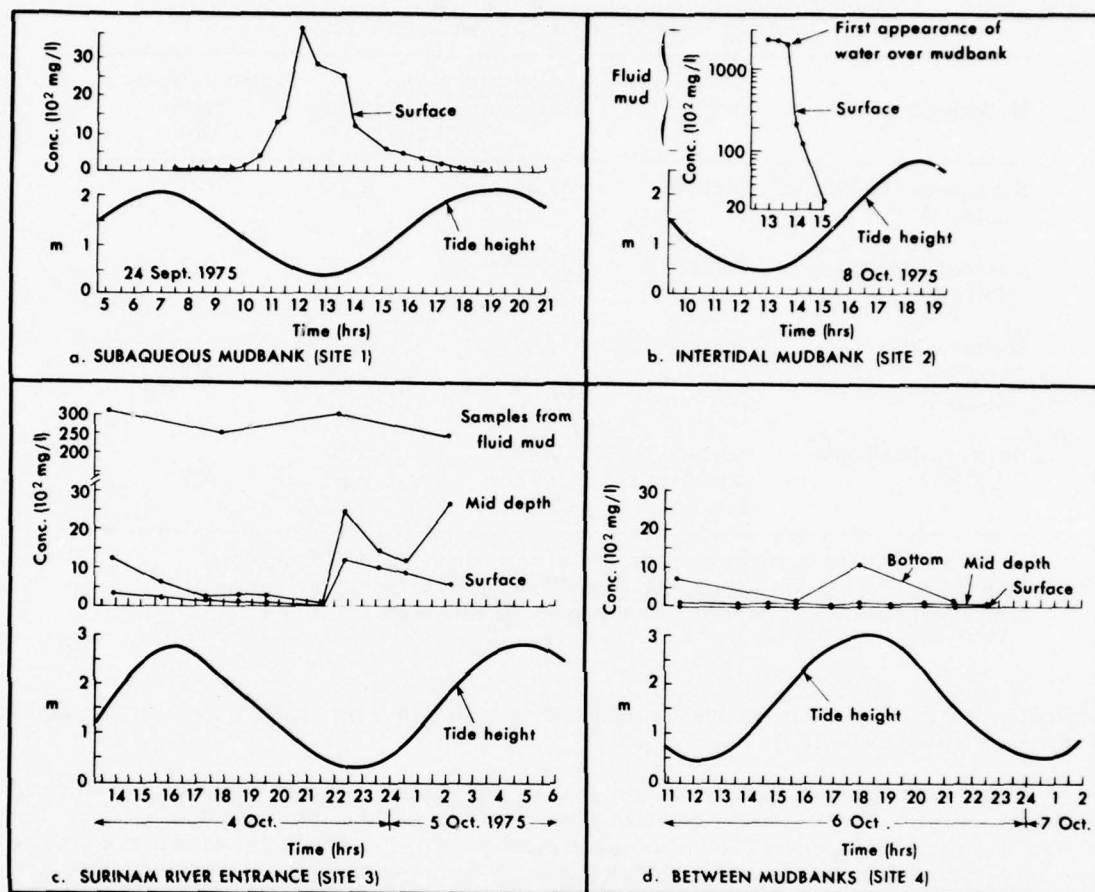 Conc. (10² mg/l)
30
20
10
0
Surface
2
1
0
m
Tide height
24 Sept. 1975
5 6 7 8 9 10 11 12 13 14 15 16 17 18 19 20 21
Time (hrs)
a. SUBAQUEOUS MUDBANK (SITE 1)
Fluid mud
Conc. (10² mg/l)
1000
100
20
First appearance of water over mudbank
Surface
13 14 15
2
1
0
Tide height
8 Oct. 1975
10 11 12 13 14 15 16 17 18 19
Time (hrs)
b. INTERTIDAL MUDBANK (SITE 2)
Conc. (10² mg/l)
300
250
200
30
20
10
0
Samples from fluid mud
Mid depth
Surface
3
2
1
0
m
Tide height
14 15 16 17 18 19 20 21 22 23 24 1 2 3 4 5 6
4 Oct.
5 Oct. 1975
Time (hrs)
c. SURINAM RIVER ENTRANCE (SITE 3)
Conc. (10² mg/l)
30
20
10
0
Bottom
Mid depth
Surface
3
2
1
0
m
Tide height
11 12 13 14 15 16 17 18 19 20 21 22 23 24 1 2
6 Oct.
7 Oct.
Time (hrs)
d. BETWEEN MUDBANKS (SITE 4)